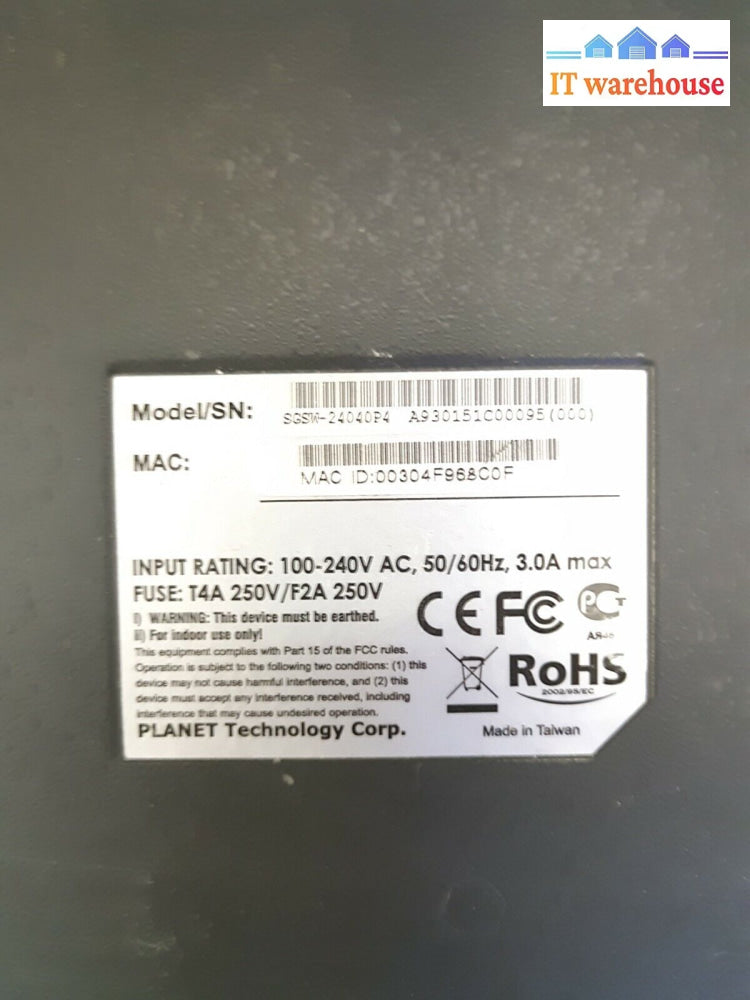 IT warehouse
Model/SN:
SGSW-24040P4 A930151C00095(000)
MAC:
MAC ID:00304F968C0F
INPUT RATING: 100-240V AC, 50/60Hz, 3.0A max
FUSE: T4A 250V/F2A 250V
i) WARNING: This device must be earthed.
ii) For indoor use only!
This equipment complies with Part 15 of the FCC rules.
Operation is subject to the following two conditions: (1) this
device may not cause harmful interference, and (2) this
device must accept any interference received, including
interference that may cause undesired operation.
CE FC РСТ
RoHS
2002/95/EC
PLANET Technology Corp.
Made in Taiwan